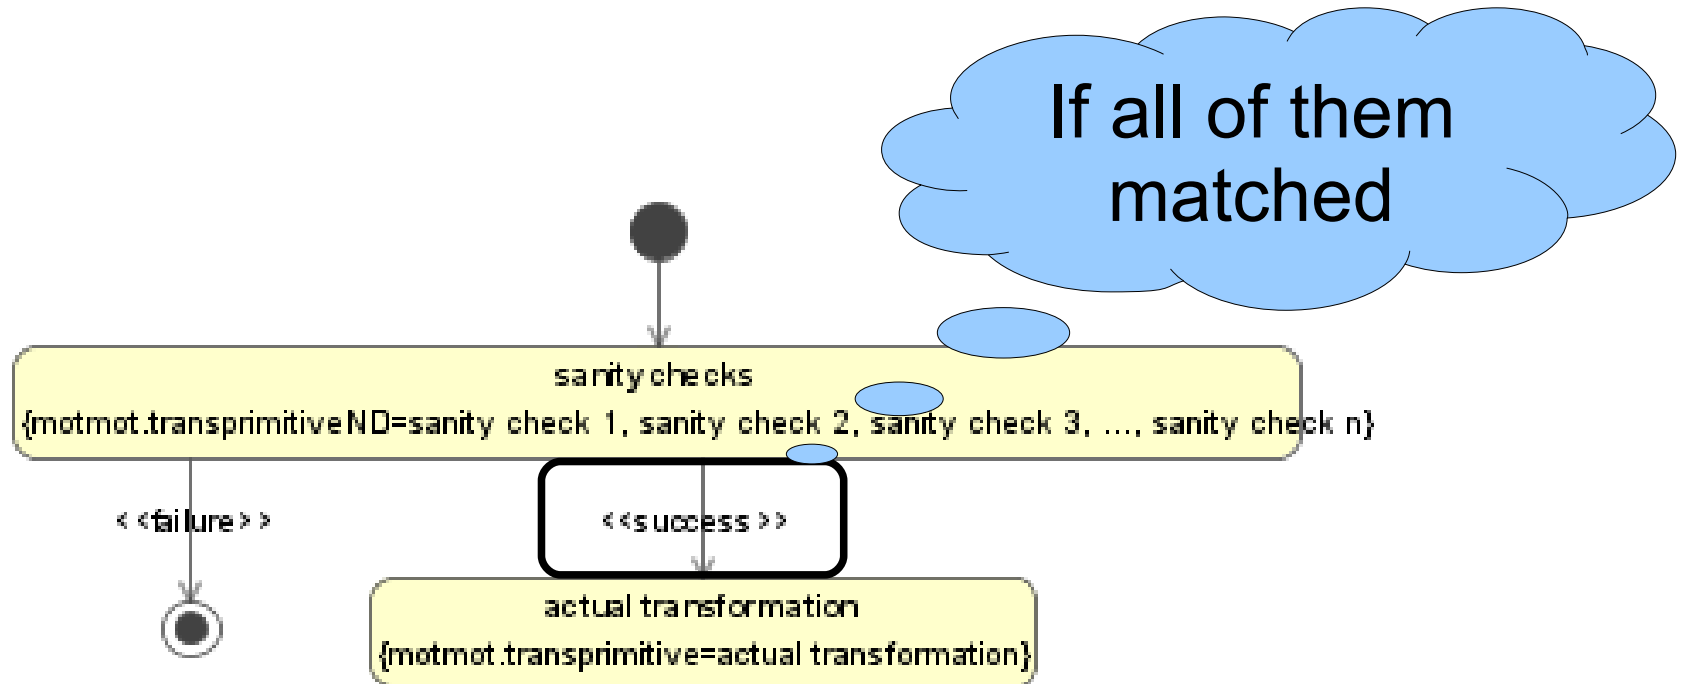 If all of them
matched
sanity checks
{motmot.transprimitiveND=sanity check 1, sanity check 2, sanity check 3, ..., sanity check n}
<<failure>>
<<success>>
actual transformation
{motmot.transprimitive=actual transformation}